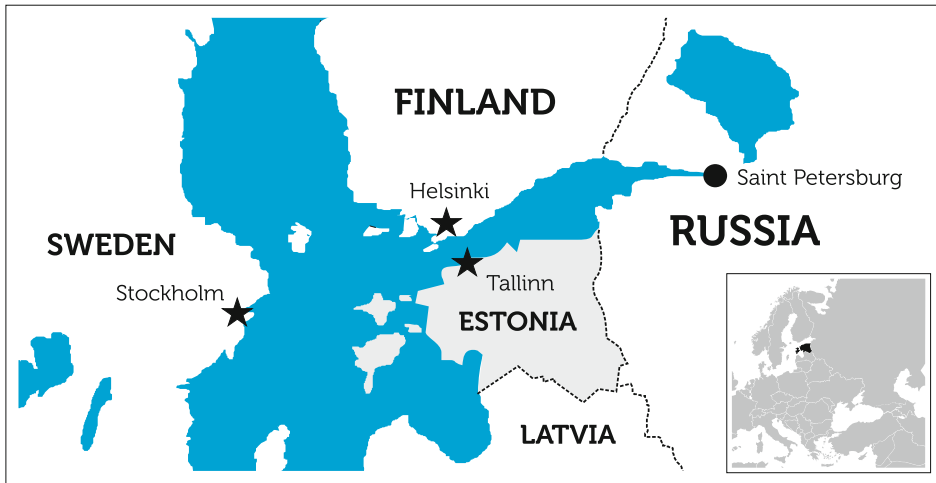 FINLAND
Helsinki
Saint Petersburg
SWEDEN
RUSSIA
Stockholm
Tallinn
ESTONIA
LATVIA